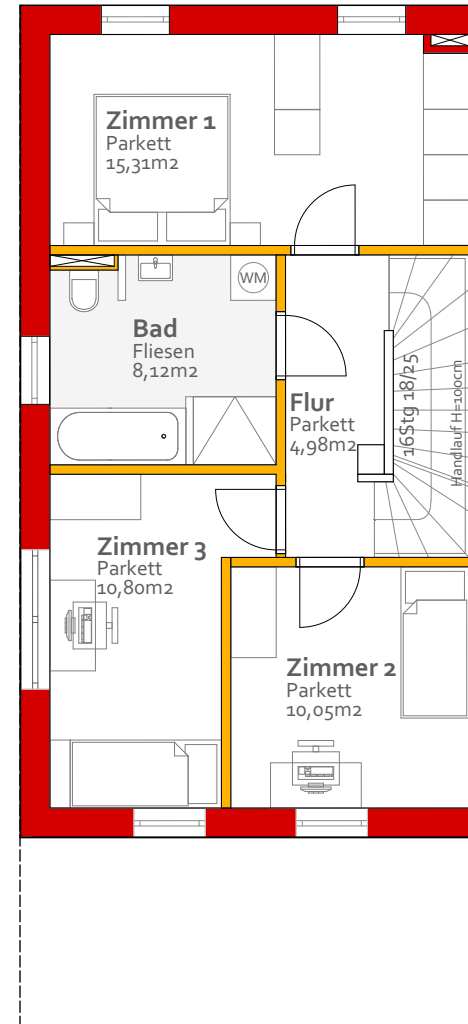 Zimmer 1
Parkett
15,31m2
WM
Bad
Fliesen
8,12m2
Flur
Parkett
4,98m2
16Stg 18/25
Handlauf H=100cm
Zimmer 3
Parkett
10,80m2
Zimmer 2
Parkett
10,05m2